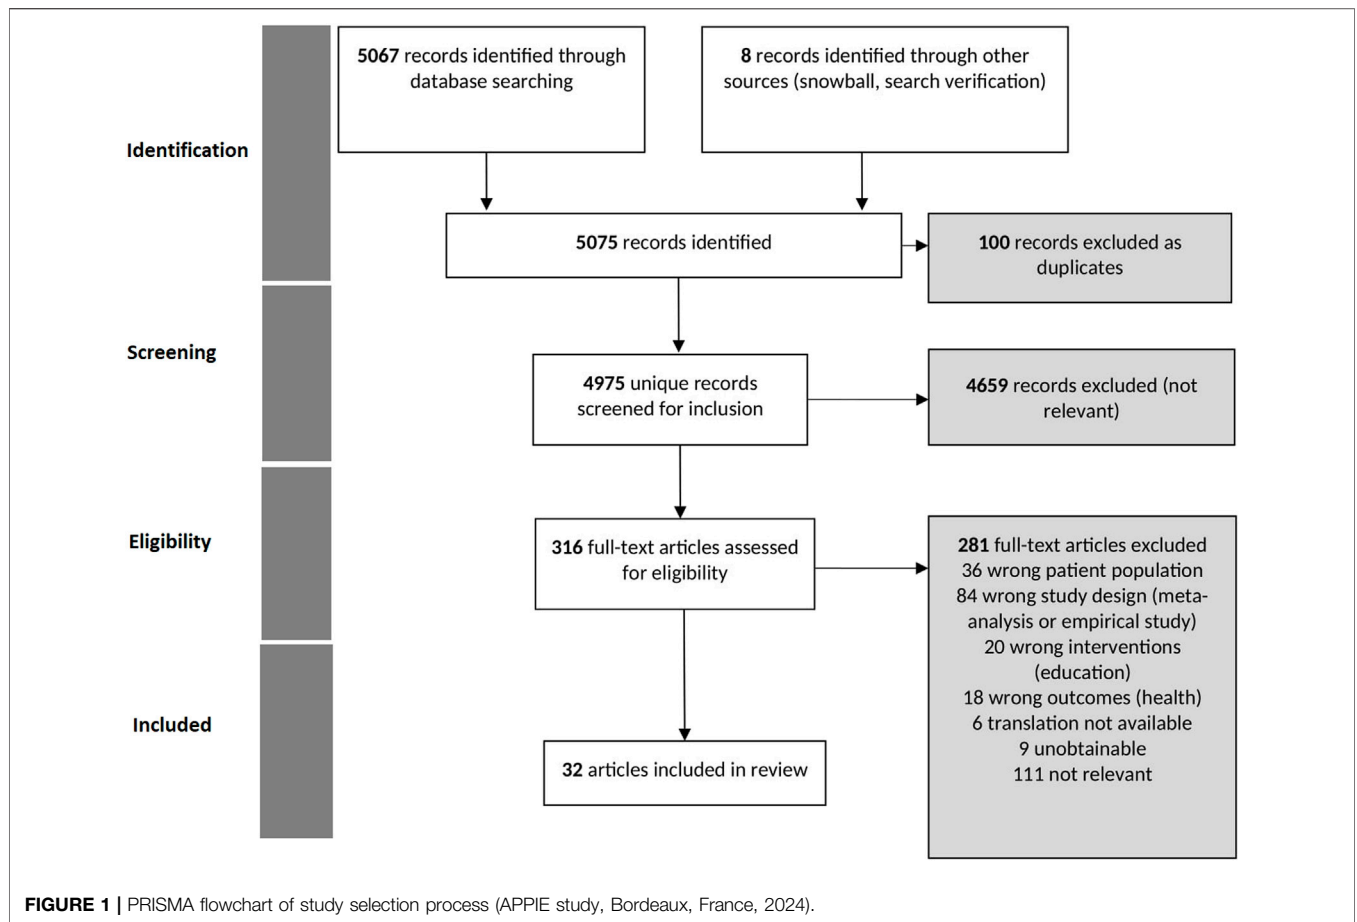 5067 records identified through
database searching
8 records identified through other
sources (snowball, search verification)
Identification
5075 records identified
100 records excluded as
duplicates
Screening
4975 unique records
screened for inclusion
4659 records excluded (not
relevant)
Eligibility
316 full-text articles assessed
for eligibility
281 full-text articles excluded
36 wrong patient population
84 wrong study design (meta-
analysis or empirical study)
20 wrong interventions
(education)
18 wrong outcomes (health)
6 translation not available
9 unobtainable
111 not relevant
Included
32 articles included in review
FIGURE 1 | PRISMA flowchart of study selection process (APPIE study, Bordeaux, France, 2024).